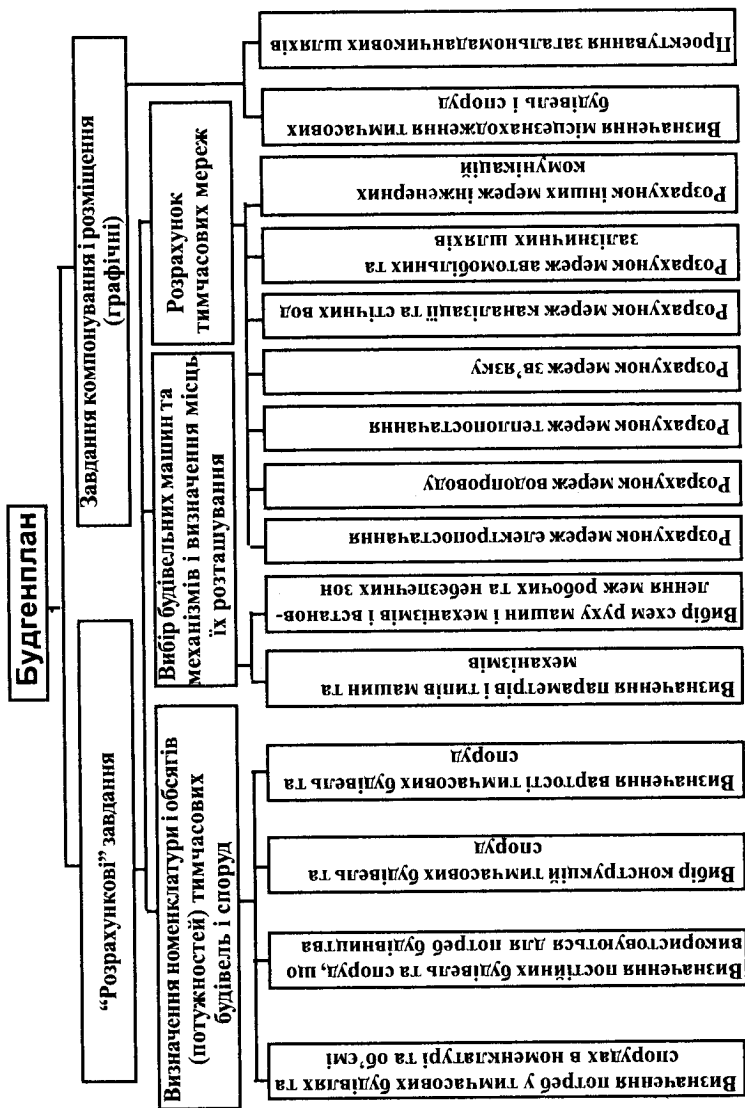 Будгенплан
“Розрахункові” завдання
Завдання компонування і розміщення
(графічні)
Визначення номенклатури і обсягів
(потужностей) тимчасових
будівель і споруд
Вибір будівельних машин та
механізмів і визначення місць
їх розташування
Розрахунок
тимчасових мереж
Визначення потреб у тимчасових будівлях та
спорудах в номенклатурі та об’ємі
Визначення постійних будівель та споруд, що
використовуються для потреб будівництва
Вибір конструкцій тимчасових будівель та
споруд
Визначення вартості тимчасових будівель та
споруд
Визначення параметрів і типів машин та
механізмів
Вибір схем руху машин і механізмів і встанов-
лення меж робочих та небезпечних зон
Розрахунок мереж електропостачання
Розрахунок мереж водопроводу
Розрахунок мереж теплопостачання
Розрахунок мереж зв’язку
Розрахунок мереж каналізації та стічних вод
Розрахунок мереж автомобільних та
залізничних шляхів
Розрахунок інших мереж інженерних
комунікацій
Визначення місцезнаходження тимчасових
будівель і споруд
Проектування загальномаданчикових шляхів